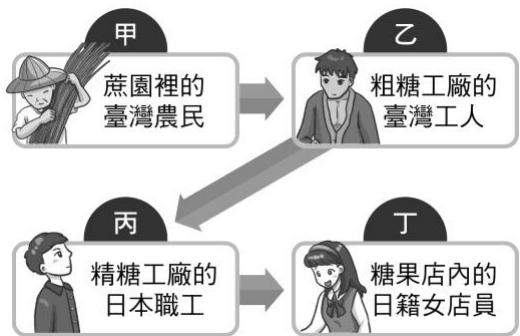 甲
蔗園裡的
臺灣農民
乙
粗糖工廠的
臺灣工人
丙
精糖工廠的
日本職工
丁
糖果店內的
日籍女店員